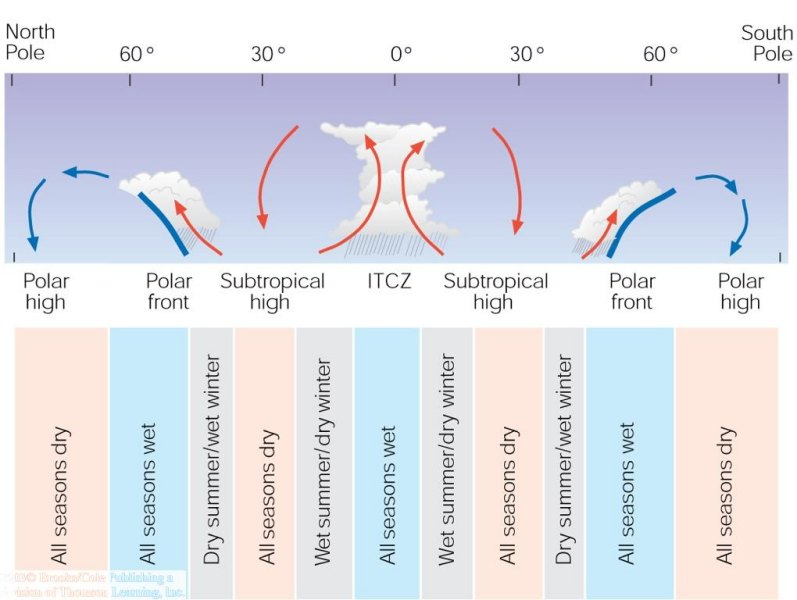 North
Pole
60°
30°
0°
30°
60°
South
Pole
Polar
high
Polar
front
Subtropical
high
ITCZ
Subtropical
high
Polar
front
Polar
high
All seasons dry
All seasons wet
Dry summer/wet winter
All seasons dry
Wet summer/dry winter
All seasons wet
Wet summer/dry winter
All seasons dry
Dry summer/wet winter
All seasons wet
All seasons dry
© Brooks/Cole Publishing a
division of Thomson Learning, Inc.